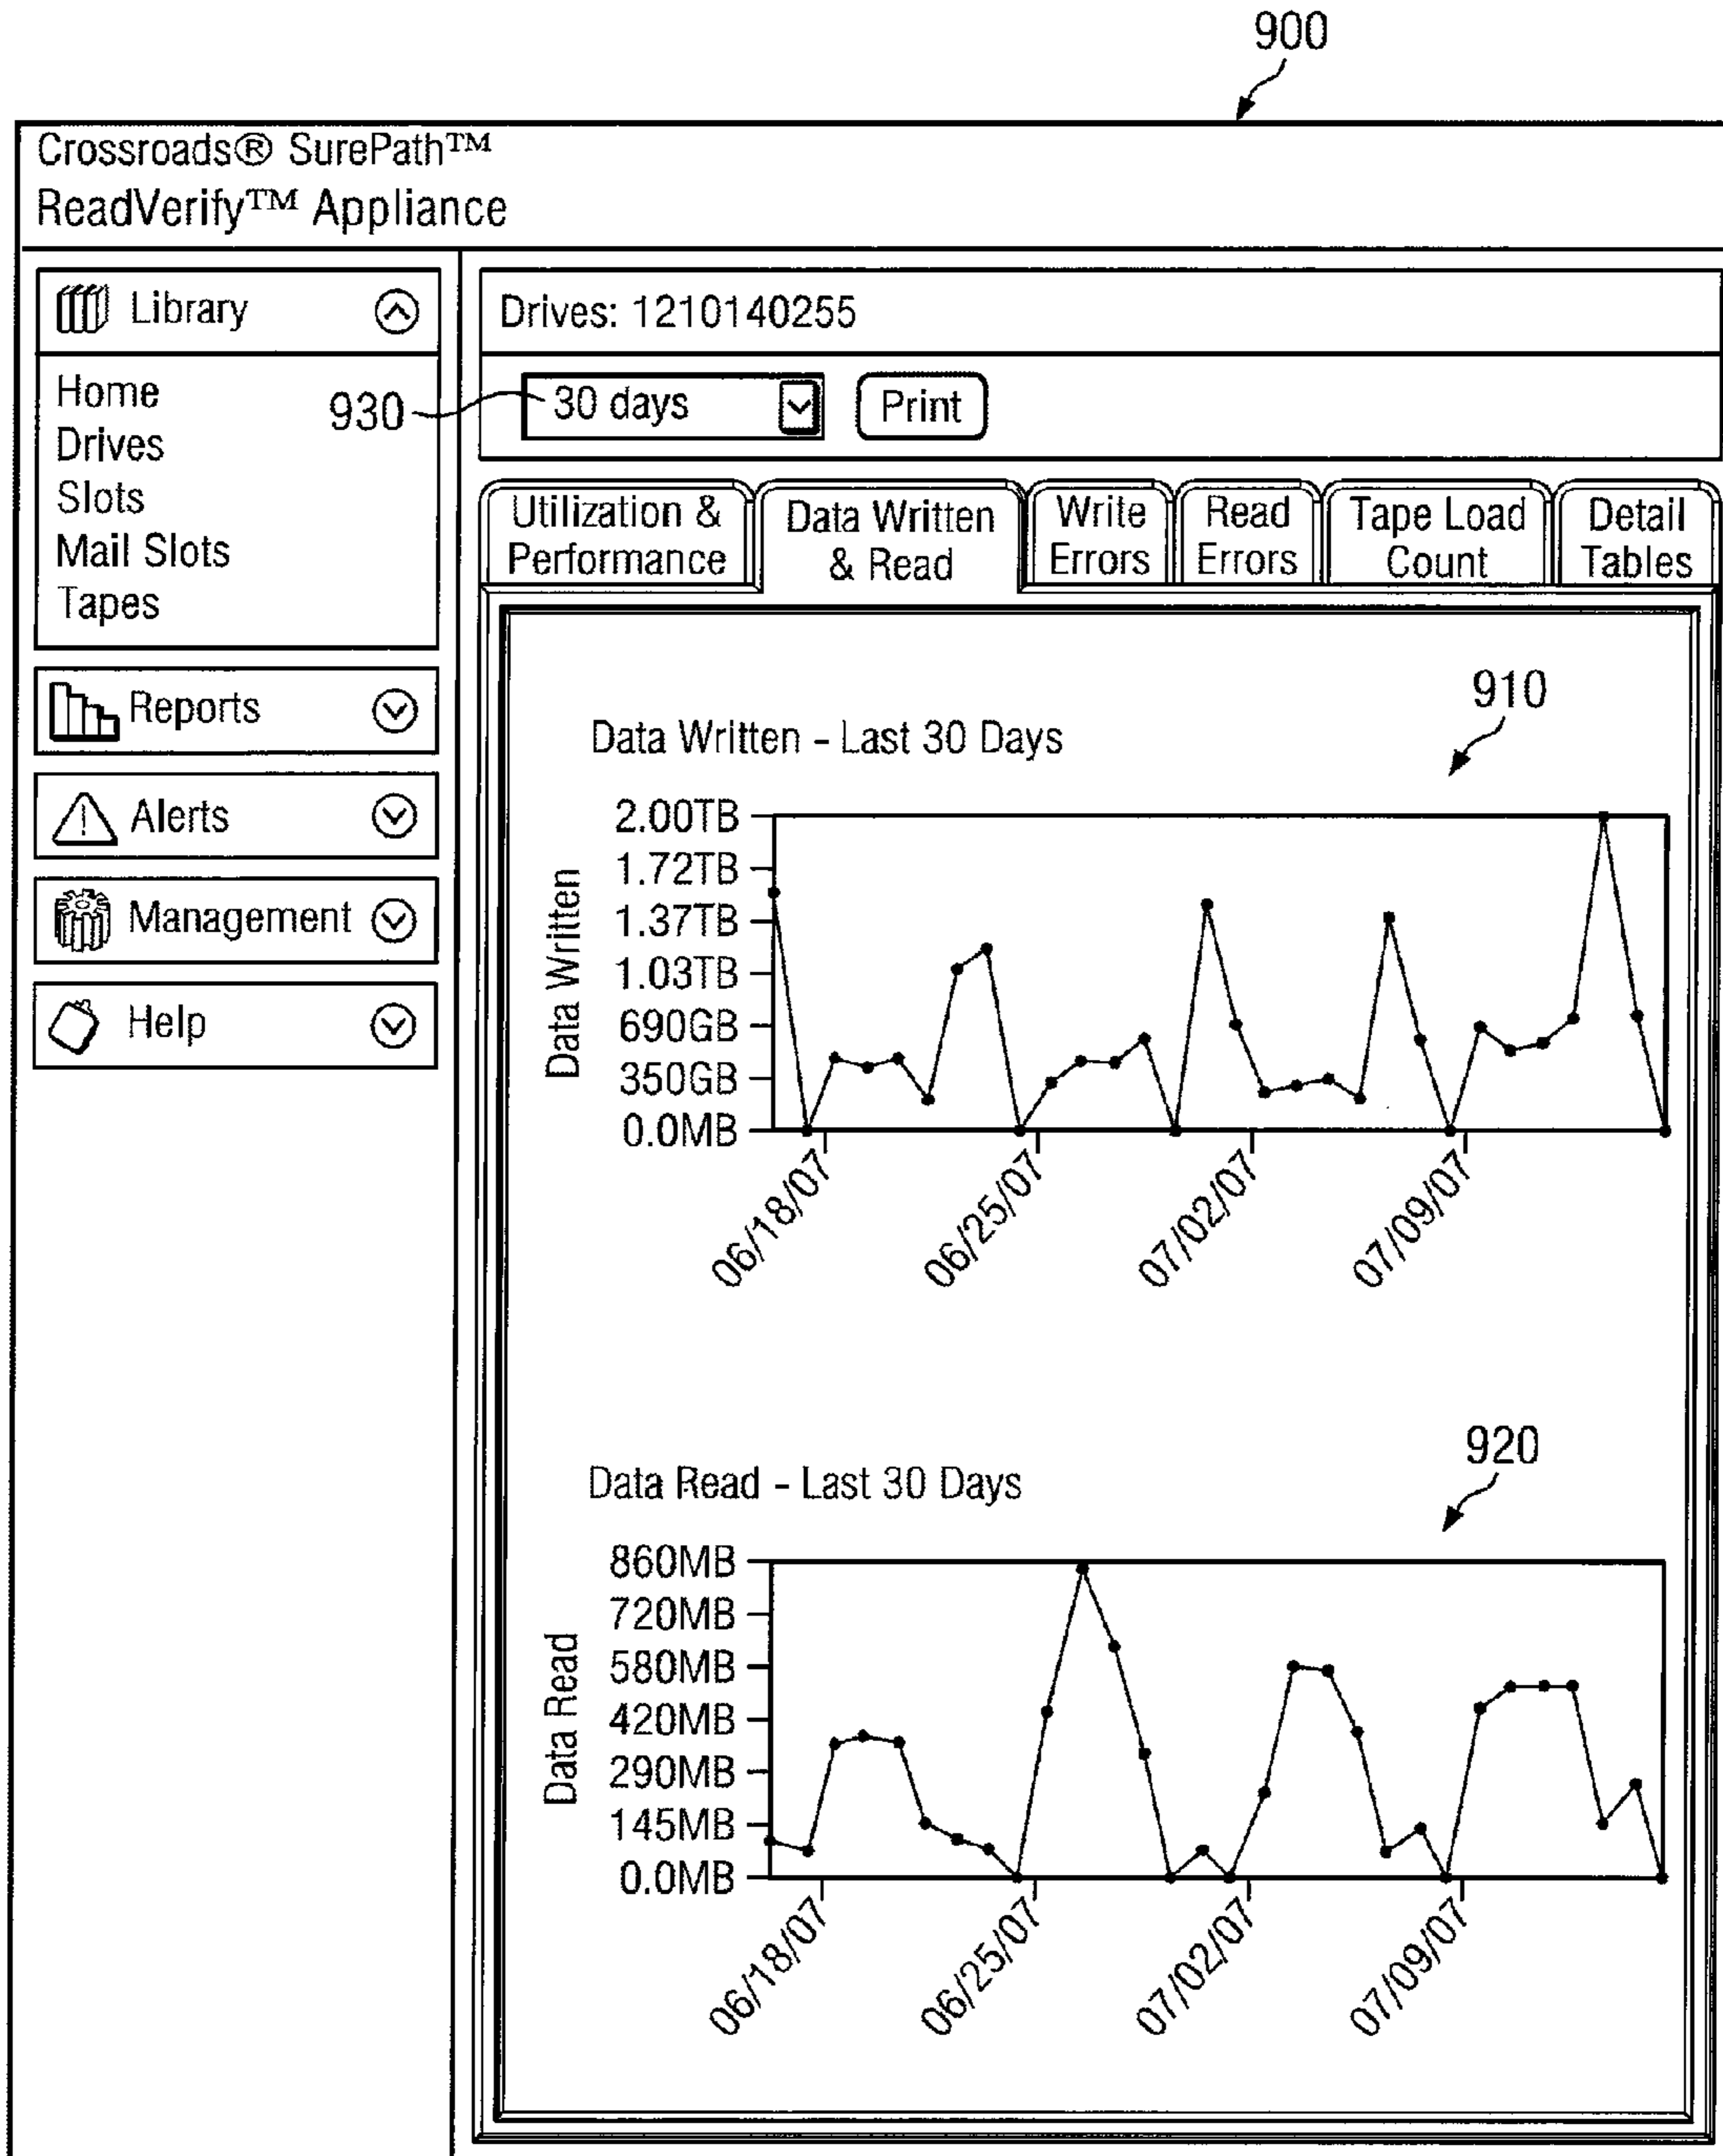 900
Crossroads® SurePath™
ReadVerify™ Appliance
Library
Home
Drives
Slots
Mail Slots
Tapes
Reports
Alerts
Management
Help
Drives: 1210140255
930
30 days
Print
Utilization &
Performance
Data Written
& Read
Write
Errors
Read
Errors
Tape Load
Count
Detail
Tables
910
Data Written - Last 30 Days
Data Written
2.00TB
1.72TB
1.37TB
1.03TB
690GB
350GB
0.0MB
06/18/07
06/25/07
07/02/07
07/09/07
920
Data Read - Last 30 Days
Data Read
860MB
720MB
580MB
420MB
290MB
145MB
0.0MB
06/18/07
06/25/07
07/02/07
07/09/07